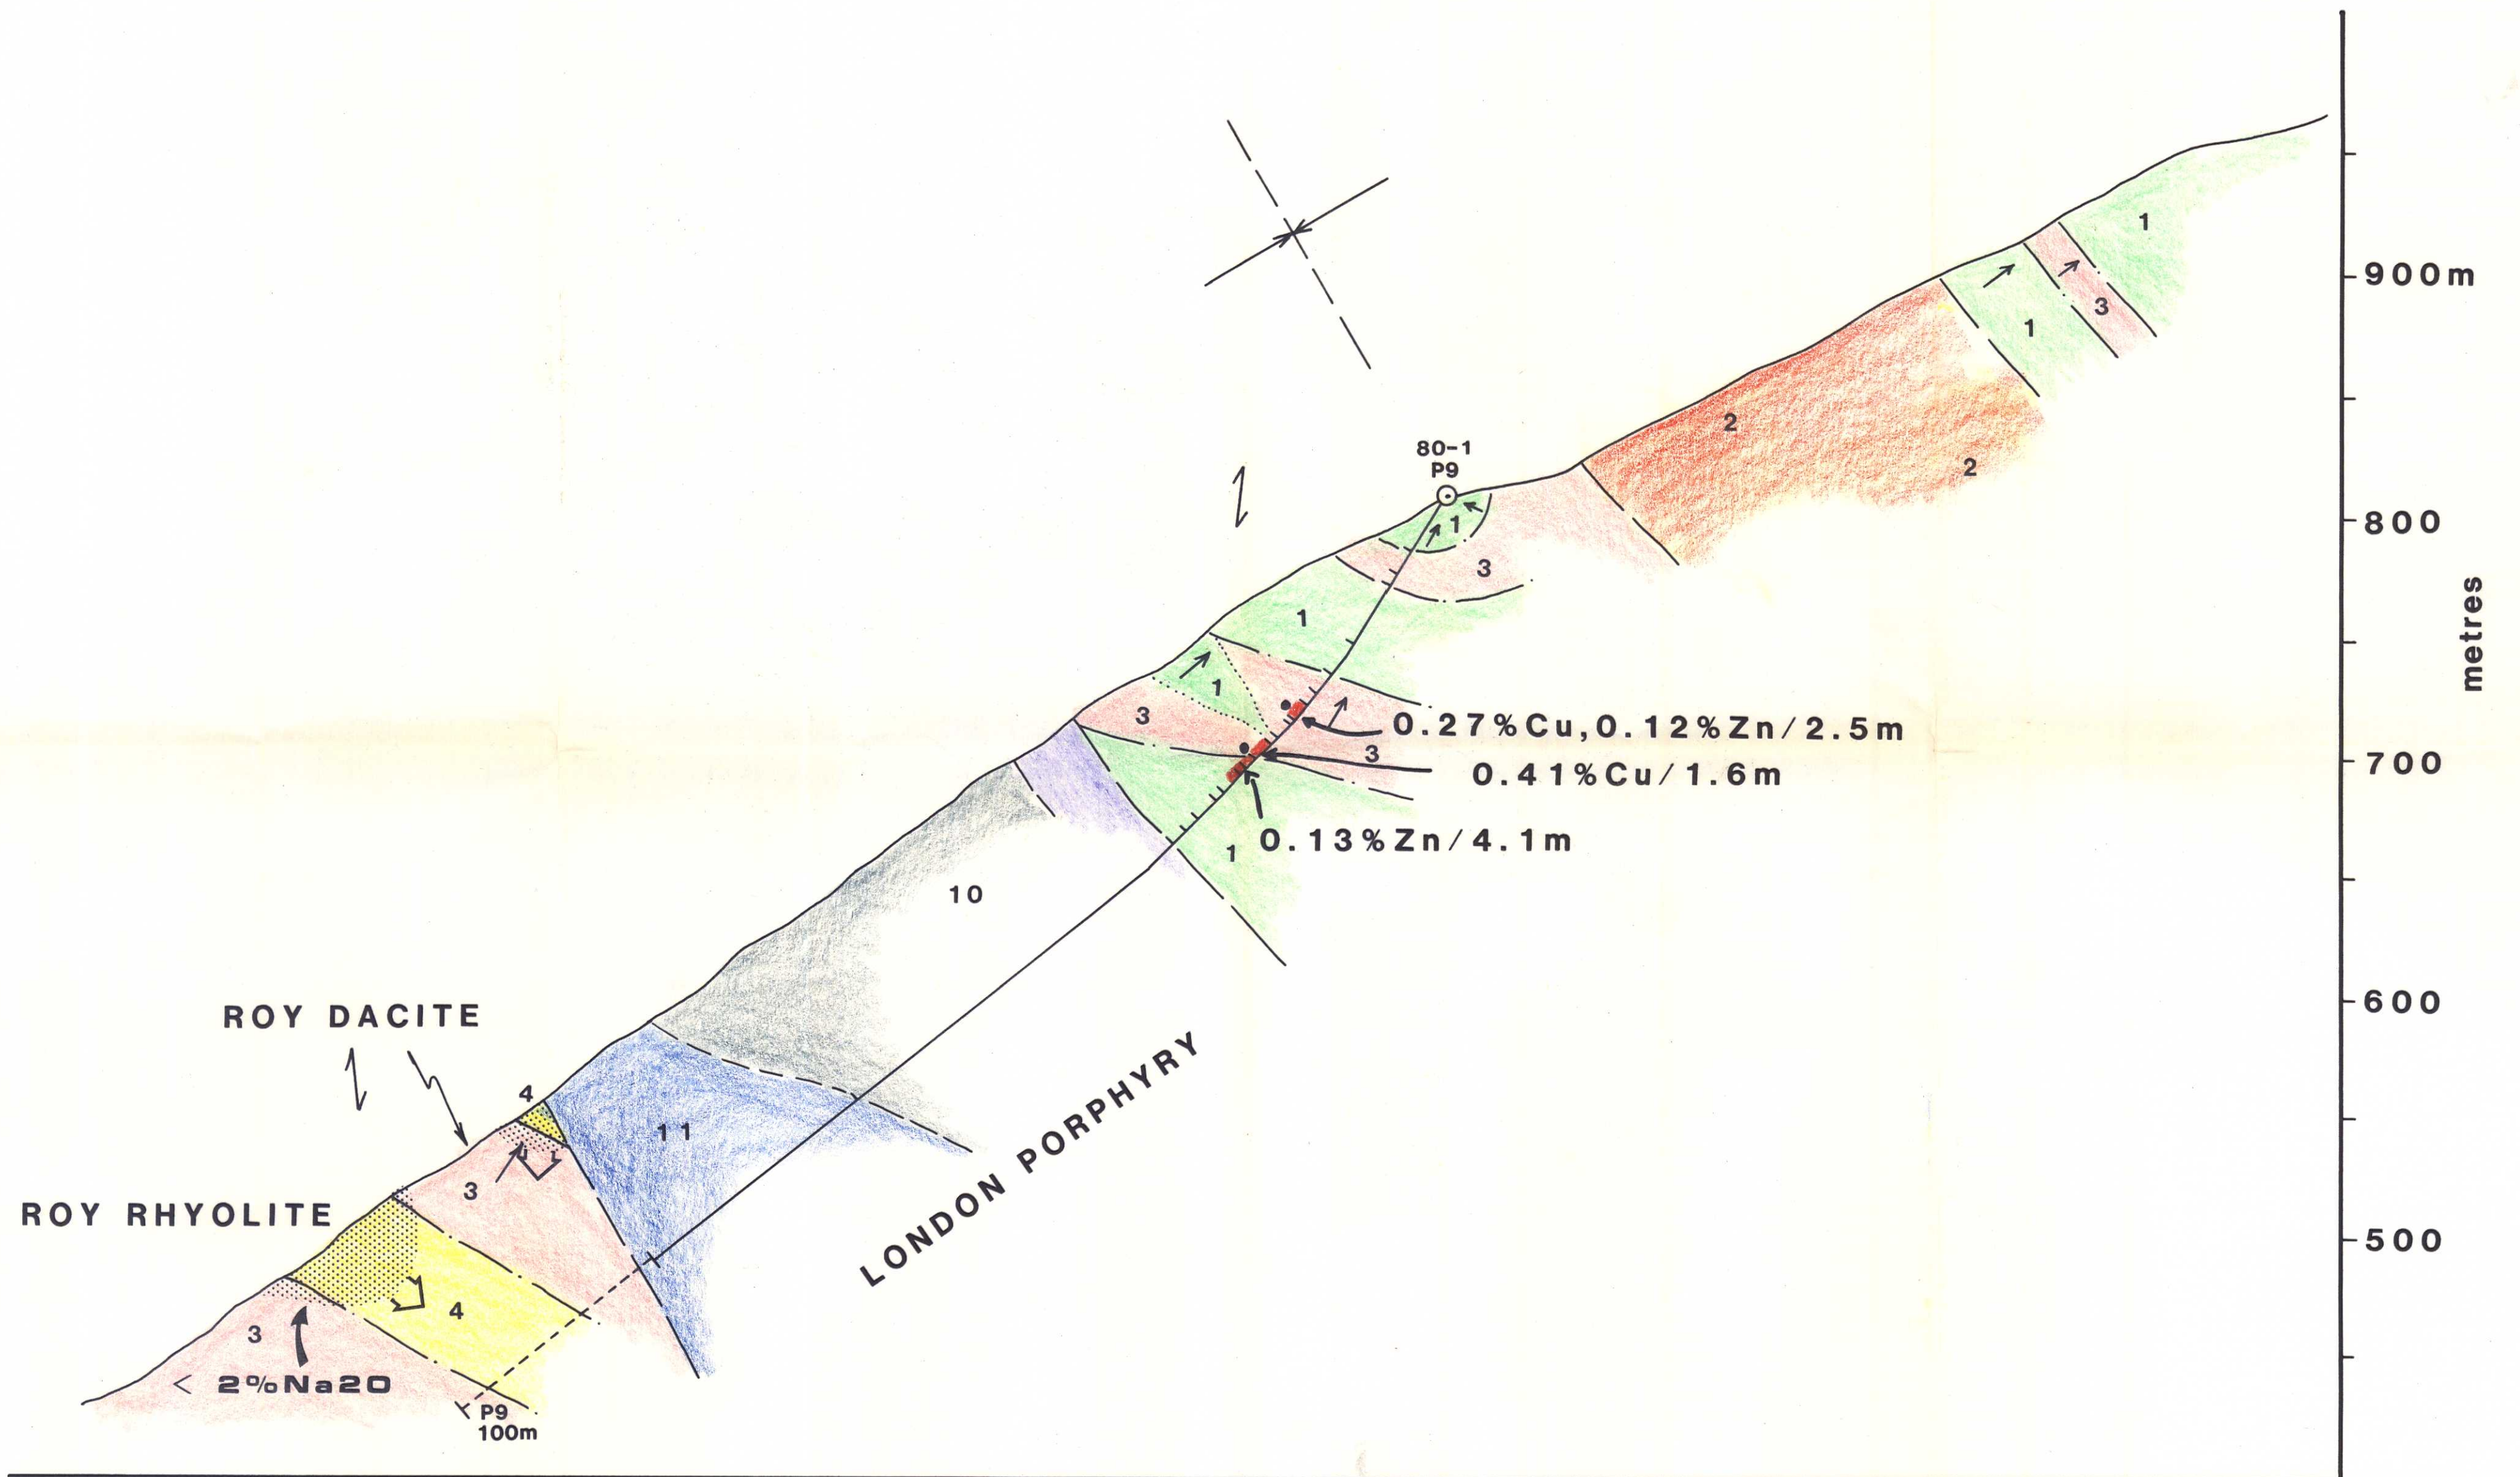 1
900m
3
1
2
80-1
P9
2
1
800
3
metres
1
1
3
0.27%Cu,0.12%Zn/2.5m
3
700
0.41%Cu/1.6m
0.13%Zn/4.1m
1
10
600
ROY DACITE
4
11
LONDON PORPHYRY
3
ROY RHYOLITE
500
4
3
< 2%Na2O
P9
100m